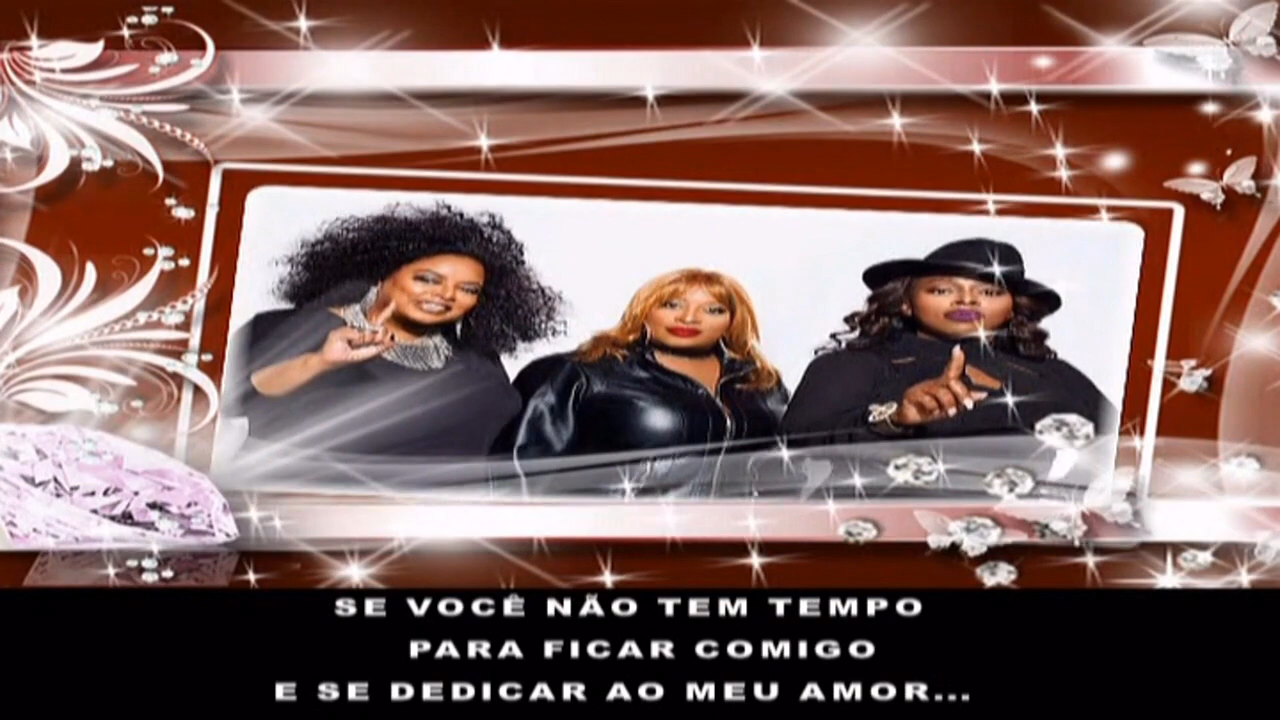 SE VOCÊ NÃO TEM TEMPO
PARA FICAR COMIGO
E SE DEDICAR AO MEU AMOR...